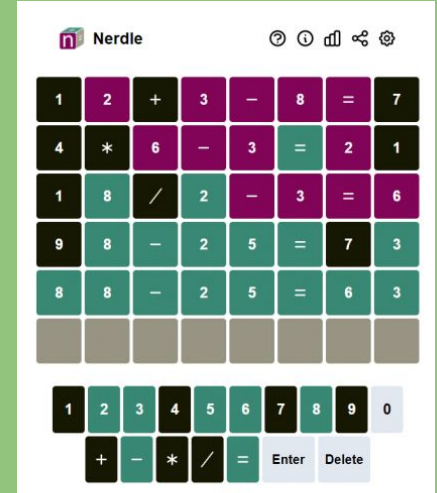 n Nerdle
1 2 + 3 - 8 = 7
4 * 6 - 3 = 2 1
1 8 / 2 - 3 = 6
9 8 - 2 5 = 7 3
8 8 - 2 5 = 6 3
1 2 3 4 5 6 7 8 9 0
+ - * / = Enter Delete